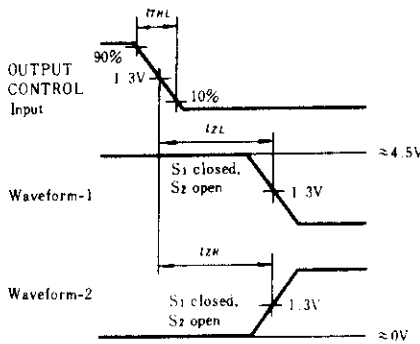 tTHL
90%
OUTPUT
CONTROL
Input
1 3V
10%
tZL
≈4.5V
S1 closed,
S2 open
1 3V
Waveform-1
tZH
Waveform-2
S1 closed,
S2 open
1.3V
≈0V